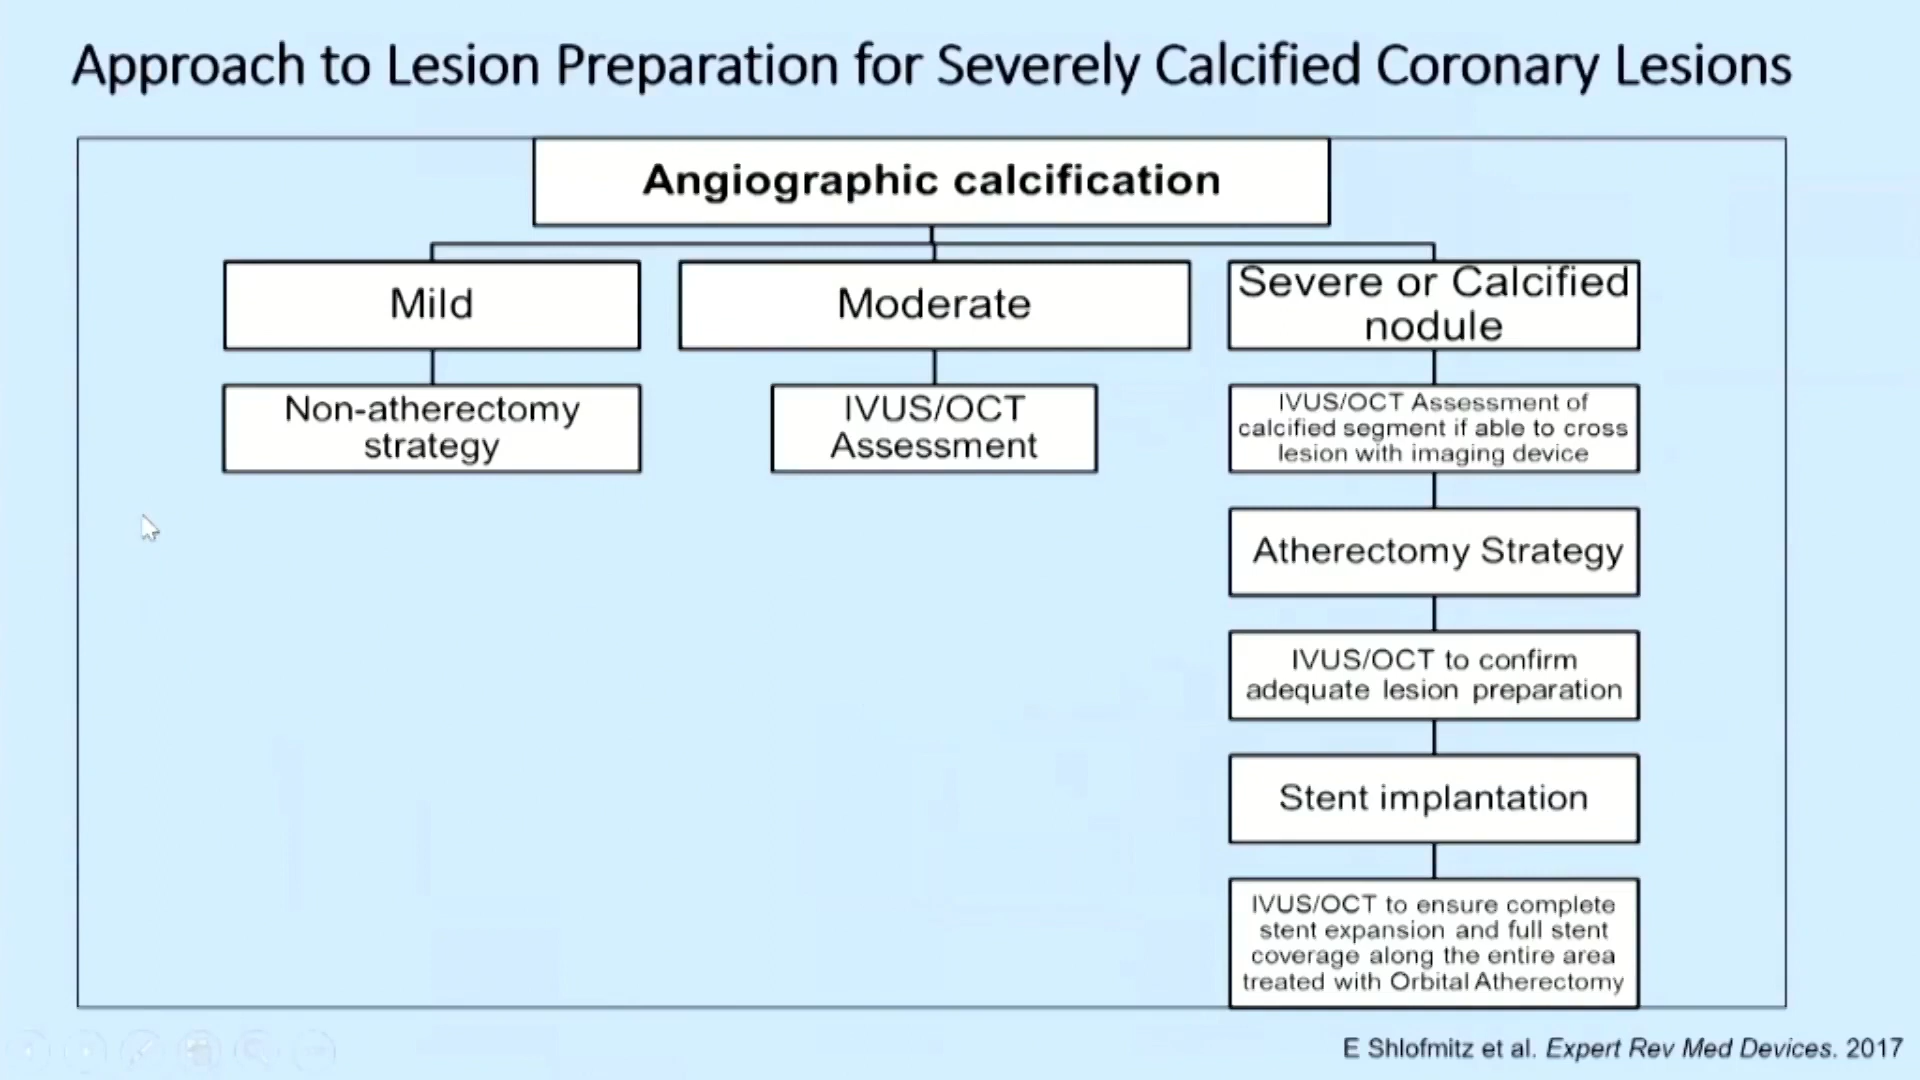 Approach to Lesion Preparation for Severely Calcified Coronary Lesions
Angiographic calcification
Mild
Moderate
Severe or Calcified
nodule
Non-atherectomy
strategy
IVUS/OCT
Assessment
IVUS/OCT Assessment of
calcified segment if able to cross
lesion with imaging device
Atherectomy Strategy
IVUS/OCT to confirm
adequate lesion preparation
Stent implantation
IVUS/OCT to ensure complete
stent expansion and full stent
coverage along the entire area
treated with Orbital Atherectomy
E Shlofmitz et al. Expert Rev Med Devices. 2017